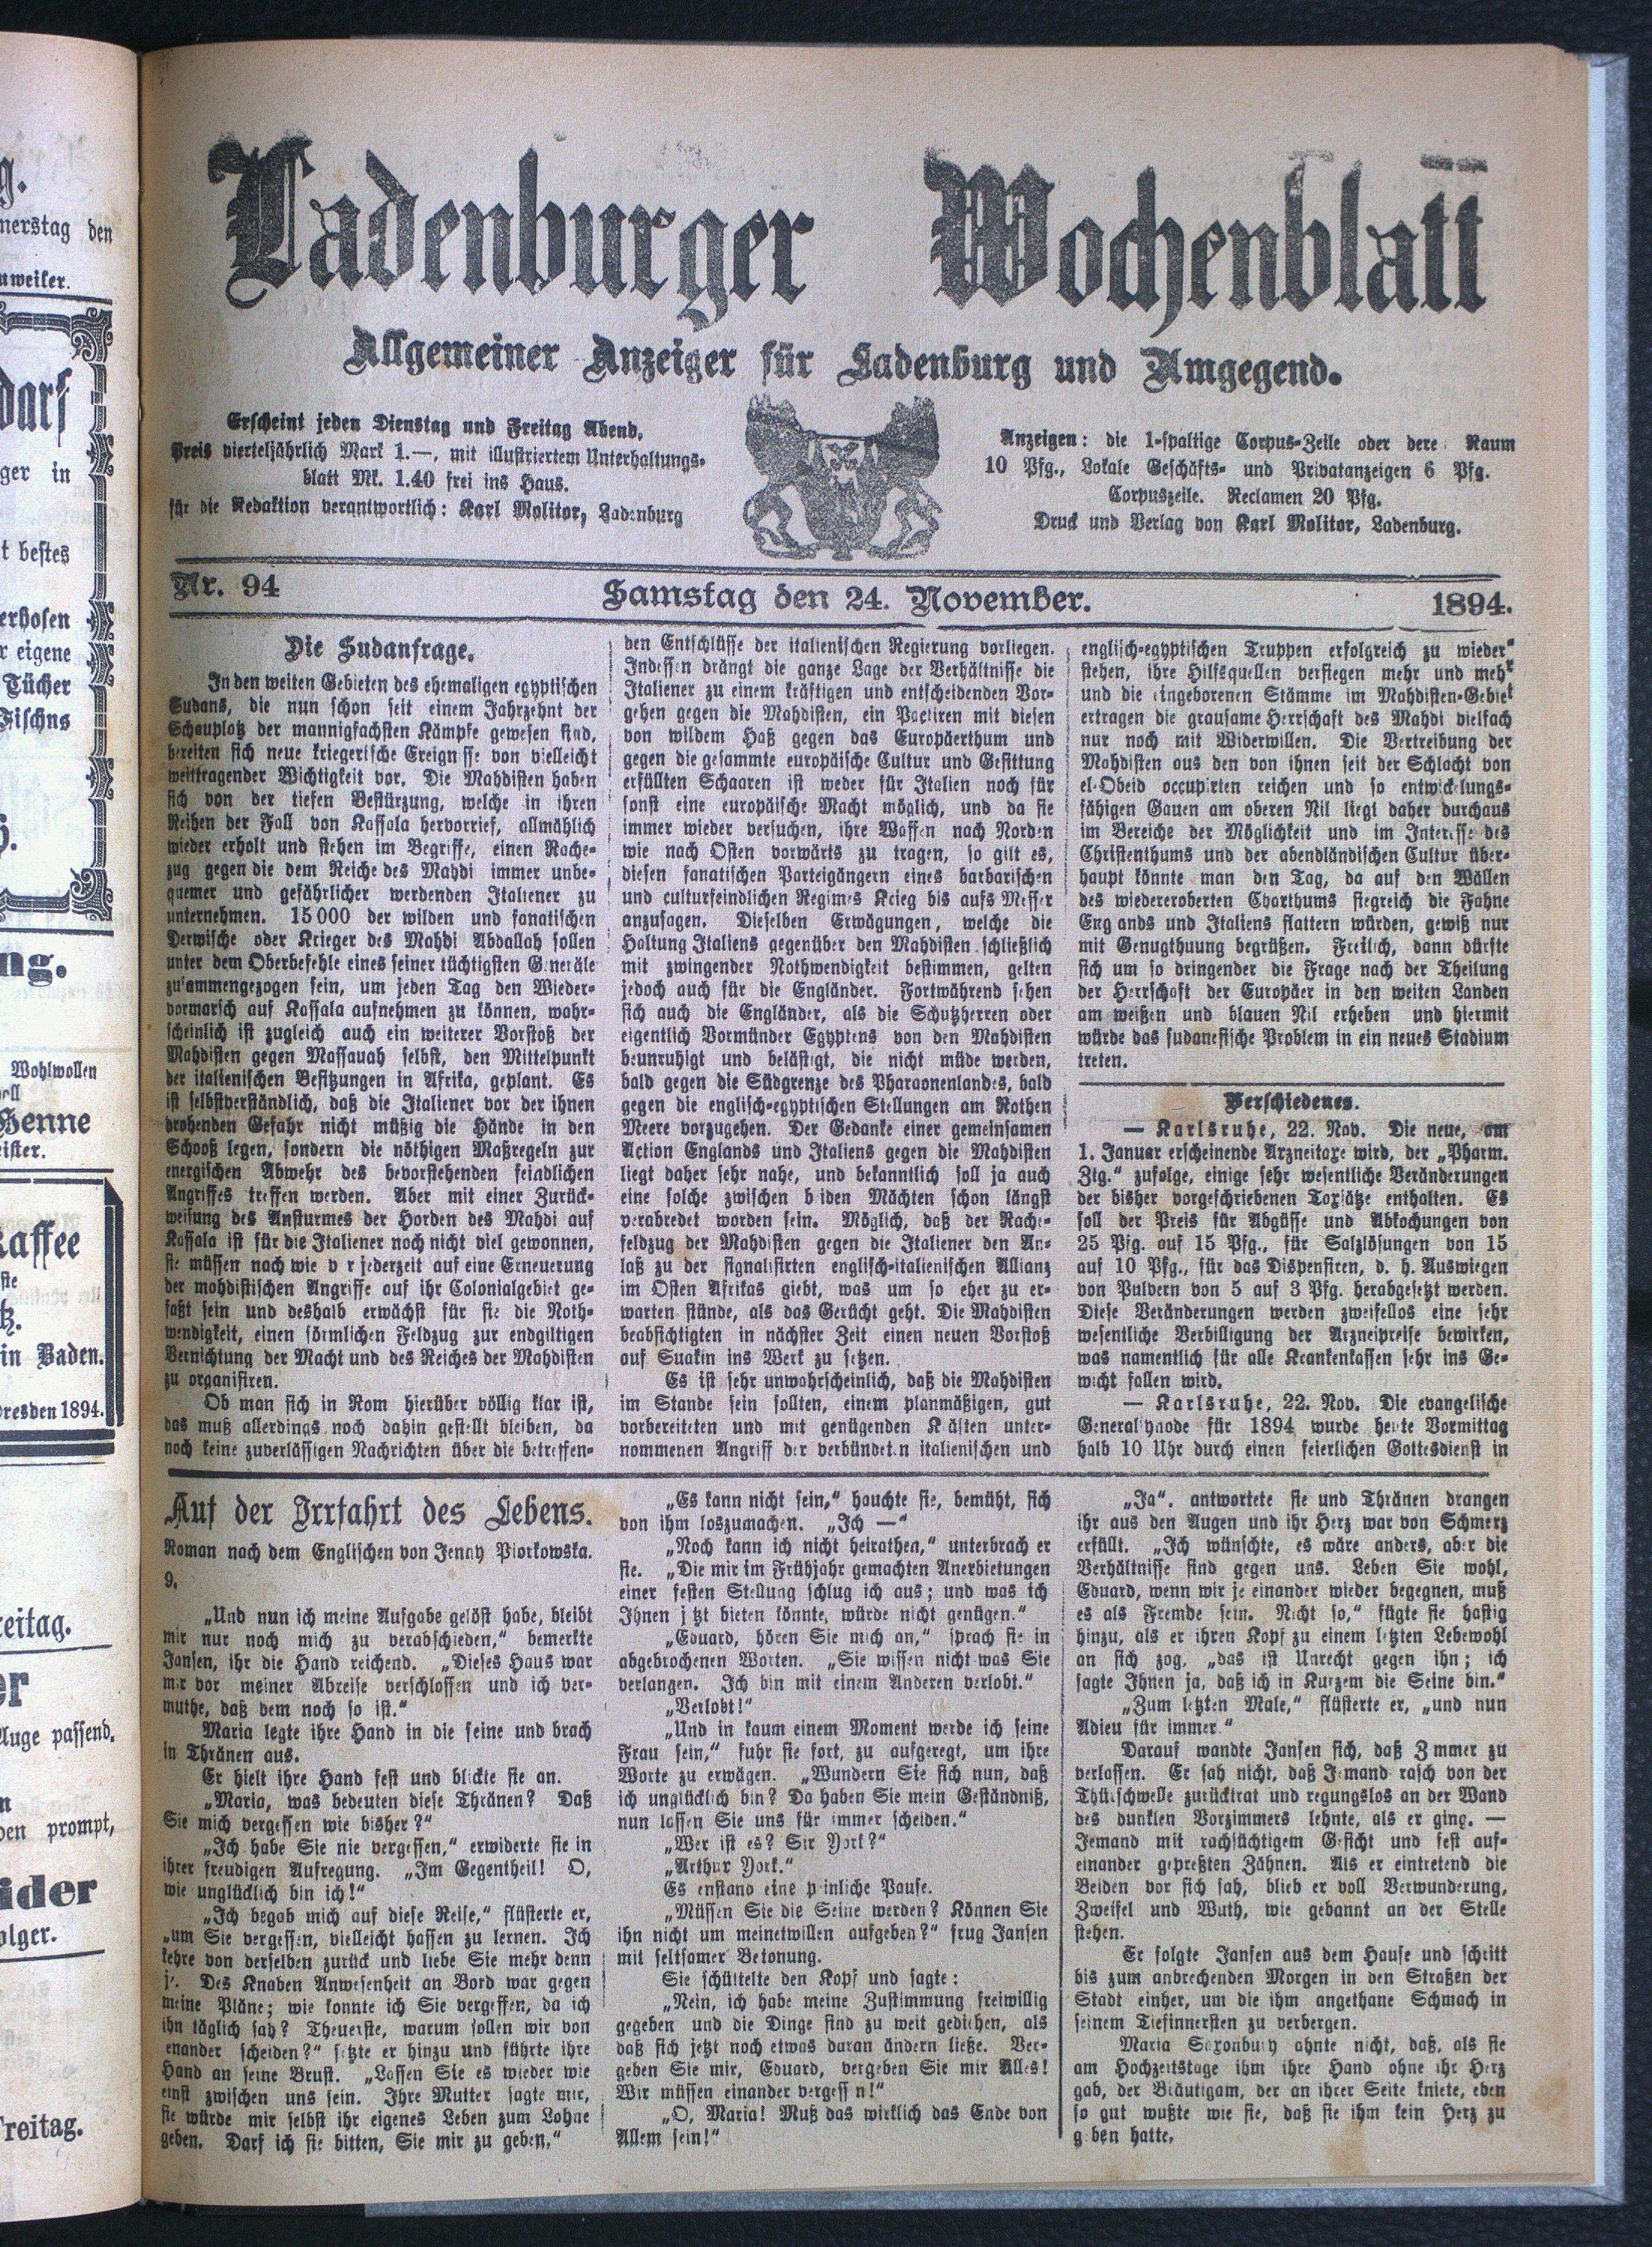 Ladenburger Wochenblatt
Allgemeiner Anzeiger für Ladenburg und Umgegend.
Erscheint jeden Dienstag und Freitag Abend.
Preis vierteljährlich Mark 1.—, mit illustriertem Unterhaltungs-
blatt Mk. 1.40 frei ins Haus.
für die Redaktion verantwortlich: Karl Molitor, Ladenburg
Anzeigen: die 1-spaltige Corpus-Zeile oder dere Raum
10 Pfg., Lokale Geschäfts- und Privatanzeigen 6 Pfg.
Corpuszeile. Reclamen 20 Pfg.
Druck und Verlag von Karl Molitor, Ladenburg.
Nr. 94
Samstag den 24. November.
1894.
Die Sudanfrage.
In den weiten Gebieten des ehemaligen egyptischen
Sudans, die nun schon seit einem Jahrzehnt der
Schauplatz der mannigfachsten Kämpfe gewesen sind,
bereiten sich neue kriegerische Ereignisse von vielleicht
weittragender Wichtigkeit vor. Die Mahdisten haben
sich von der tiefen Bestürzung, welche in ihren
Reihen der Fall von Kassala hervorrief, allmählich
wieder erholt und stehen im Begriffe, einen Rache-
zug gegen die dem Reiche des Mahdi immer unbe-
quemer und gefährlicher werdenden Italiener zu
unternehmen. 15000 der wilden und fanatischen
Derwische oder Krieger des Mahdi Abdallah sollen
unter dem Oberbefehle eines seiner tüchtigsten Generäle
zusammengezogen sein, um jeden Tag den Wieder-
vormarsch auf Kassala aufnehmen zu können, wahr-
scheinlich ist zugleich auch ein weiterer Vorstoß der
Mahdisten gegen Massauah selbst, den Mittelpunkt
der italienischen Besitzungen in Afrika, geplant. Es
ist selbstverständlich, daß die Italiener vor der ihnen
drohenden Gefahr nicht müßig die Hände in den
Schooß legen, sondern die nöthigen Maßregeln zur
energischen Abwehr des bevorstehenden feindlichen
Angriffes treffen werden. Aber mit einer Zurück-
weisung des Ansturmes der Horden des Mahdi auf
Kassala ist für die Italiener noch nicht viel gewonnen,
sie müssen nach wie v r jederzeit auf eine Erneuerung
der mahdistischen Angriffe auf ihr Colonialgebiet ge-
faßt sein und deshalb erwächst für sie die Noth-
wendigkeit, einen förmlichen Feldzug zur endgiltigen
Vernichtung der Macht und des Reiches der Mahdisten
zu organisiren.
Ob man sich in Rom hierüber völlig klar ist,
das muß allerdings noch dahin gestellt bleiben, da
noch keine zuverlässigen Nachrichten über die betreffen-
den Entschlüsse der italienischen Regierung vorliegen.
Indessen drängt die ganze Lage der Verhältnisse die
Italiener zu einem kräftigen und entscheidenden Vor-
gehen gegen die Mahdisten, ein Pactiren mit diesen
von wildem Haß gegen das Europäerthum und
gegen die gesammte europäische Cultur und Gesittung
erfüllten Schaaren ist weder für Italien noch für
sonst eine europäische Macht möglich, und da sie
immer wieder versuchen, ihre Waffen nach Norden
wie nach Osten vorwärts zu tragen, so gilt es,
diesen fanatischen Parteigängern eines barbarischen
und culturfeindlichen Regimes Krieg bis aufs Messer
anzusagen. Dieselben Erwägungen, welche die
Haltung Italiens gegenüber den Mahdisten schließlich
mit zwingender Nothwendigkeit bestimmen, gelten
jedoch auch für die Engländer. Fortwährend sehen
sich auch die Engländer, als die Schutzherren oder
eigentlich Vormünder Egyptens von den Mahdisten
beunruhigt und belästigt, die nicht müde werden,
bald gegen die Südgrenze des Pharaonenlandes, bald
gegen die englisch-egyptischen Stellungen am Rothen
Meere vorzugehen. Der Gedanke einer gemeinsamen
Action Englands und Italiens gegen die Mahdisten
liegt daher sehr nahe, und bekanntlich soll ja auch
eine solche zwischen b iden Mächten schon längst
verabredet worden sein. Möglich, daß der Rache-
feldzug der Mahdisten gegen die Italiener den An-
laß zu der signalisirten englisch-italienischen Allianz
im Osten Afrikas giebt, was um so eher zu er-
warten stünde, als das Gerücht geht. Die Mahdisten
beabsichtigten in nächster Zeit einen neuen Vorstoß
auf Suakin ins Werk zu setzen.
Es ist sehr unwahrscheinlich, daß die Mahdisten
im Stande sein sollten, einem planmäßigen, gut
vorbereiteten und mit genügenden Kästen unter-
nommenen Angriff der verbündet.n italienischen und
englisch-egyptischen Truppen erfolgreich zu wieder-
stehen, ihre Hilfsquellen versiegen mehr und mehr
und die eingeborenen Stämme im Mahdisten-Gebiet
ertragen die grausame Herrschaft des Mahdi vielfach
nur noch mit Widerwillen. Die Vertreibung der
Mahdisten aus den von ihnen seit der Schlacht von
el-Obeid occupirten reichen und so entwickelungs-
fähigen Gauen am oberen Nil liegt daher durchaus
im Bereiche der Möglichkeit und im Interesse des
Christenthums und der abendländischen Cultur über-
haupt könnte man den Tag, da auf den Wällen
des wiedereroberten Charthums siegreich die Fahne
Eng ands und Italiens flattern würden, gewiß nur
mit Genugthuung begrüßen. Freilich, dann dürfte
sich um so dringender die Frage nach der Theilung
der Herrschaft der Europäer in den weiten Landen
am weißen und blauen Nil erheben und hiermit
würde das sudanesische Problem in ein neues Stadium
treten.
Verschiedenes.
— Karlsruhe, 22. Nov. Die neue, am
1. Januar erscheinende Arzneitaxe wird, der „Pharm.
Ztg.“ zufolge, einige sehr wesentliche Veränderungen
der bisher vorgeschriebenen Taxsätze enthalten. Es
soll der Preis für Abgüsse und Abkochungen von
25 Pfg. auf 15 Pfg., für Salzlösungen von 15
auf 10 Pfg., für das Dispensiren, d. h. Auswiegen
von Pulvern von 5 auf 3 Pfg. herabgesetzt werden.
Diese Veränderungen werden zweifellos eine sehr
wesentliche Verbilligung der Arzneipreise bewirken,
was namentlich für alle Krankenkassen sehr ins Ge-
wicht fallen wird.
— Karlsruhe, 22. Nov. Die evangelische
Generalsynode für 1894 wurde heute Vormittag
halb 10 Uhr durch einen feierlichen Gottesdienst in
Auf der Irrfahrt des Lebens.
Roman nach dem Englischen von Jenny Piorkowska.
9.
„Und nun ich meine Aufgabe gelöst habe, bleibt
mir nur noch mich zu verabschieden,“ bemerkte
Jansen, ihr die Hand reichend. „Dieses Haus war
mir vor meiner Abreise verschlossen und ich ver-
muthe, daß dem noch so ist.“
Maria legte ihre Hand in die seine und brach
in Thränen aus.
Er hielt ihre Hand fest und blickte sie an.
„Maria, was bedeuten diese Thränen? Daß
Sie mich vergessen wie bisher?“
„Ich habe Sie nie vergessen,“ erwiderte sie in
ihrer freudigen Aufregung. „Im Gegentheil! O,
wie unglücklich bin ich!“
„Ich begab mich auf diese Reise,“ flüsterte er,
„um Sie vergessen, vielleicht hassen zu lernen. Ich
kehre von derselben zurück und liebe Sie mehr denn
je. Des Knaben Anwesenheit an Bord war gegen
meine Pläne; wie konnte ich Sie vergessen, da ich
ihn täglich sah? Theuerste, warum sollen wir von
enander scheiden?“ setzte er hinzu und führte ihre
Hand an seine Brust. „Lassen Sie es wieder wie
einst zwischen uns sein. Ihre Mutter sagte mir,
sie würde mir selbst ihr eigenes Leben zum Lohne
geben. Darf ich sie bitten, Sie mir zu geben.“
„Es kann nicht sein,“ hauchte sie, bemüht, sich
von ihm loszumachen. „Ich —“
„Noch kann ich nicht heirathen,“ unterbrach er
sie. „Die mir im Frühjahr gemachten Anerbietungen
einer festen Stellung schlug ich aus; und was ich
Ihnen j tzt bieten könnte, würde nicht genügen.“
„Eduard, hören Sie mich an,“ sprach sie in
abgebrochenen Worten. „Sie wissen nicht was Sie
verlangen. Ich bin mit einem Anderen verlobt.“
„Verlobt!“
„Und in kaum einem Moment werde ich seine
Frau sein,“ fuhr sie fort, zu aufgeregt, um ihre
Worte zu erwägen. „Wundern Sie sich nun, daß
ich unglücklich bin? Da haben Sie mein Geständniß,
nun lassen Sie uns für immer scheiden.“
„Wer ist es? Sir York?“
„Arthur York.“
Es enstand eine p inliche Pause.
„Müssen Sie die Seine werden? Können Sie
ihn nicht um meinetwillen aufgeben?“ frug Jansen
mit seltsamer Betonung.
Sie schüttelte den Kopf und sagte:
„Nein, ich habe meine Zustimmung freiwillig
gegeben und die Dinge sind zu weit gediehen, als
daß sich jetzt noch etwas daran ändern ließe. Ver-
geben Sie mir, Eduard, vergeben Sie mir Alles!
Wir müssen einander vergess n!“
„O, Maria! Muß das wirklich das Ende von
Allem sein!“
„Ja“, antwortete sie und Thränen drangen
ihr aus den Augen und ihr Herz war von Schmerz
erfüllt. „Ich wünschte, es wäre anders, aber die
Verhältnisse sind gegen uns. Leben Sie wohl,
Eduard, wenn wir je einander wieder begegnen, muß
es als Fremde sein. Nicht so,“ fügte sie hastig
hinzu, als er ihren Kopf zu einem letzten Lebewohl
an sich zog, „das ist Unrecht gegen ihn; ich
sagte Ihnen ja, daß ich in Kurzem die Seine bin.“
„Zum letzten Male,“ flüsterte er, „und nun
Adieu für immer.“
Darauf wandte Jansen sich, daß Zimmer zu
verlassen. Er sah nicht, daß Jemand rasch von der
Thürschwelle zurücktrat und regungslos an der Wand
des dunklen Vorzimmers lehnte, als er ging. —
Jemand mit rachsüchtigem Gesicht und fest auf-
einander gepreßten Zähnen. Als er eintretend die
Beiden vor sich sah, blieb er voll Verwunderung,
Zweifel und Wuth, wie gebannt an der Stelle
stehen.
Er folgte Jansen aus dem Hause und schritt
bis zum anbrechenden Morgen in den Straßen der
Stadt einher, um die ihm angethane Schmach in
seinem Tiefinnersten zu verbergen.
Maria Saxonbury ahnte nicht, daß, als sie
am Hochzeitstage ihm ihre Hand ohne ihr Herz
gab, der Bräutigam, der an ihrer Seite kniete, eben
so gut wußte wie sie, daß sie ihm kein Herz zu
g ben hatte.
g.
nerstag den
uweiler.
darf
ger in
t bestes
erhosen
r eigene
Tücher
Fischns
ng.
Wohlwollen
Henne
ister.
Kaffee
in Baden.
Dresden 1894.
reitag.
er
Auge passend.
en prompt,
ider
olger.
Freitag.